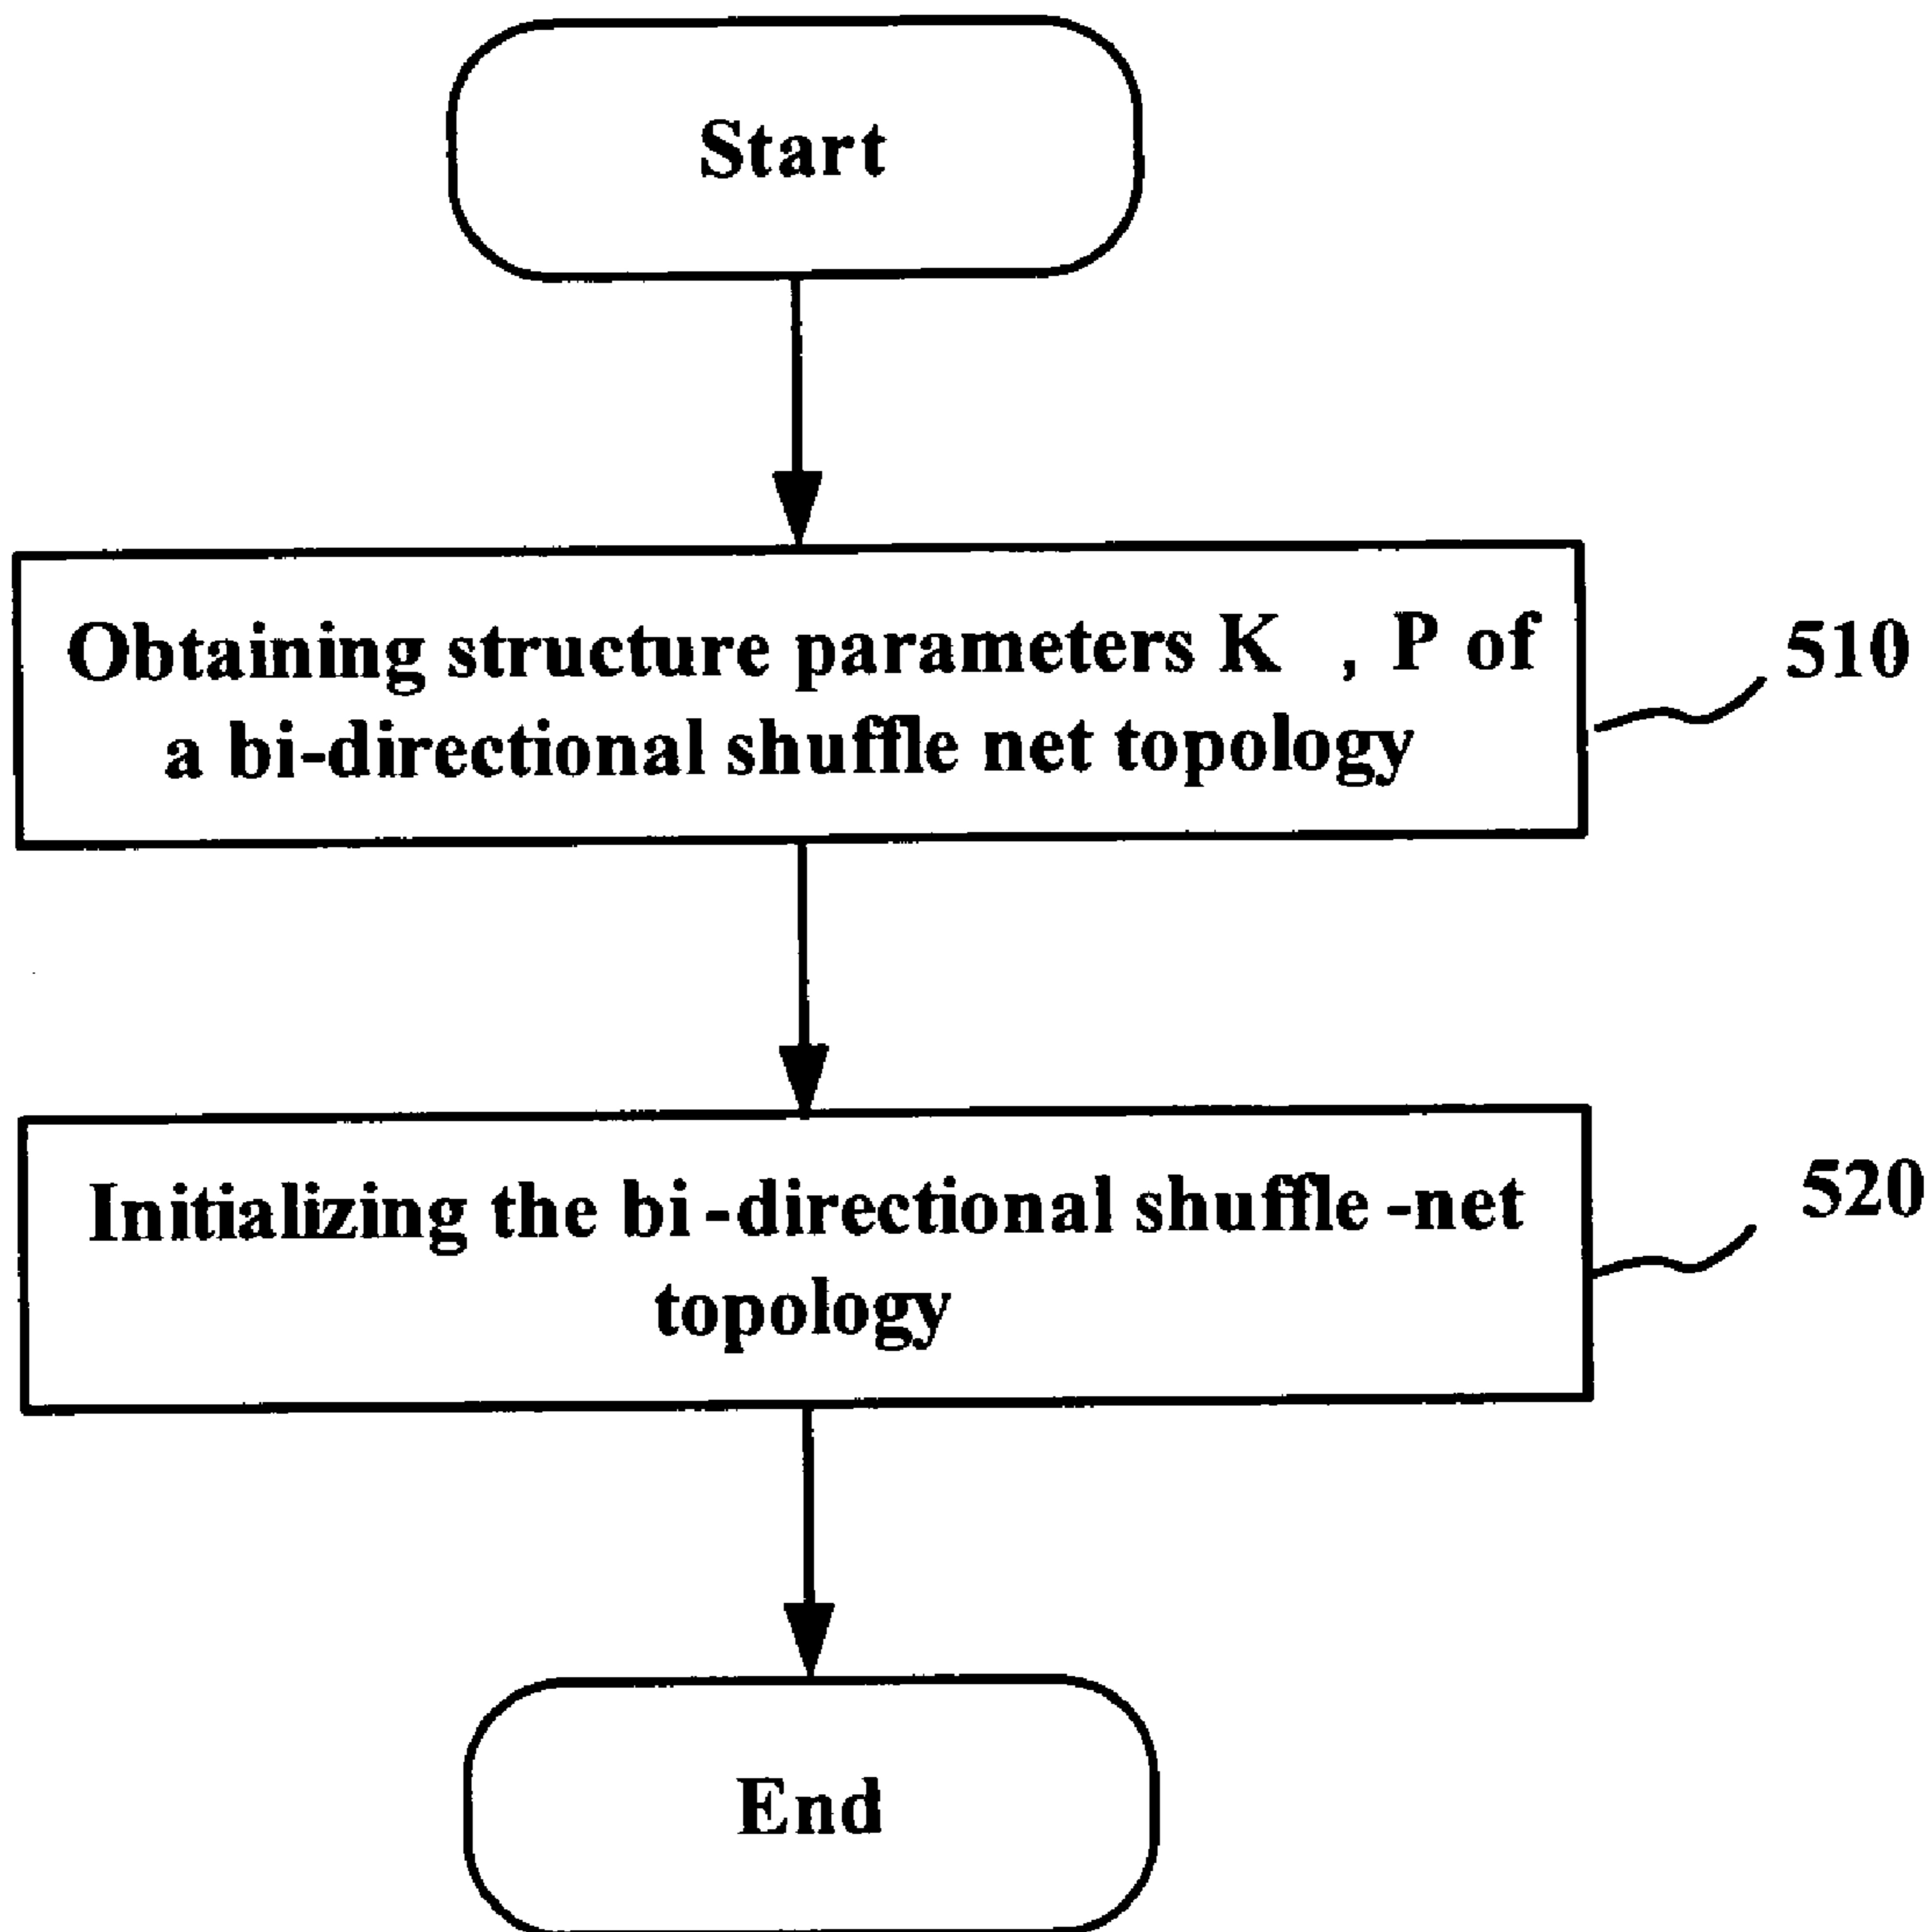 Start
Obtaining structure parameters K , P of
a bi-directional shuffle net topology
510
Initializing the bi-directional shuffle-net
topology
520
End